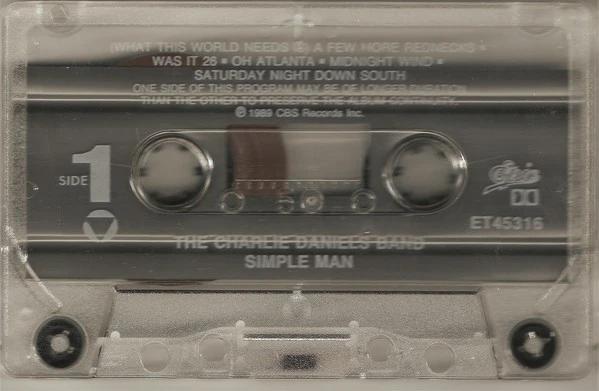 (WHAT THIS WORLD NEEDS IS) A FEW MORE REDNECKS •
WAS IT 26 • OH ATLANTA • MIDNIGHT WIND •
SATURDAY NIGHT DOWN SOUTH
ONE SIDE OF THIS PROGRAM MAY BE OF LONGER DURATION
THAN THE OTHER TO PRESERVE THE ALBUM CONTINUITY.
℗ 1989 CBS Records Inc.
SIDE 1
Epic
ET45316
THE CHARLIE DANIELS BAND
SIMPLE MAN